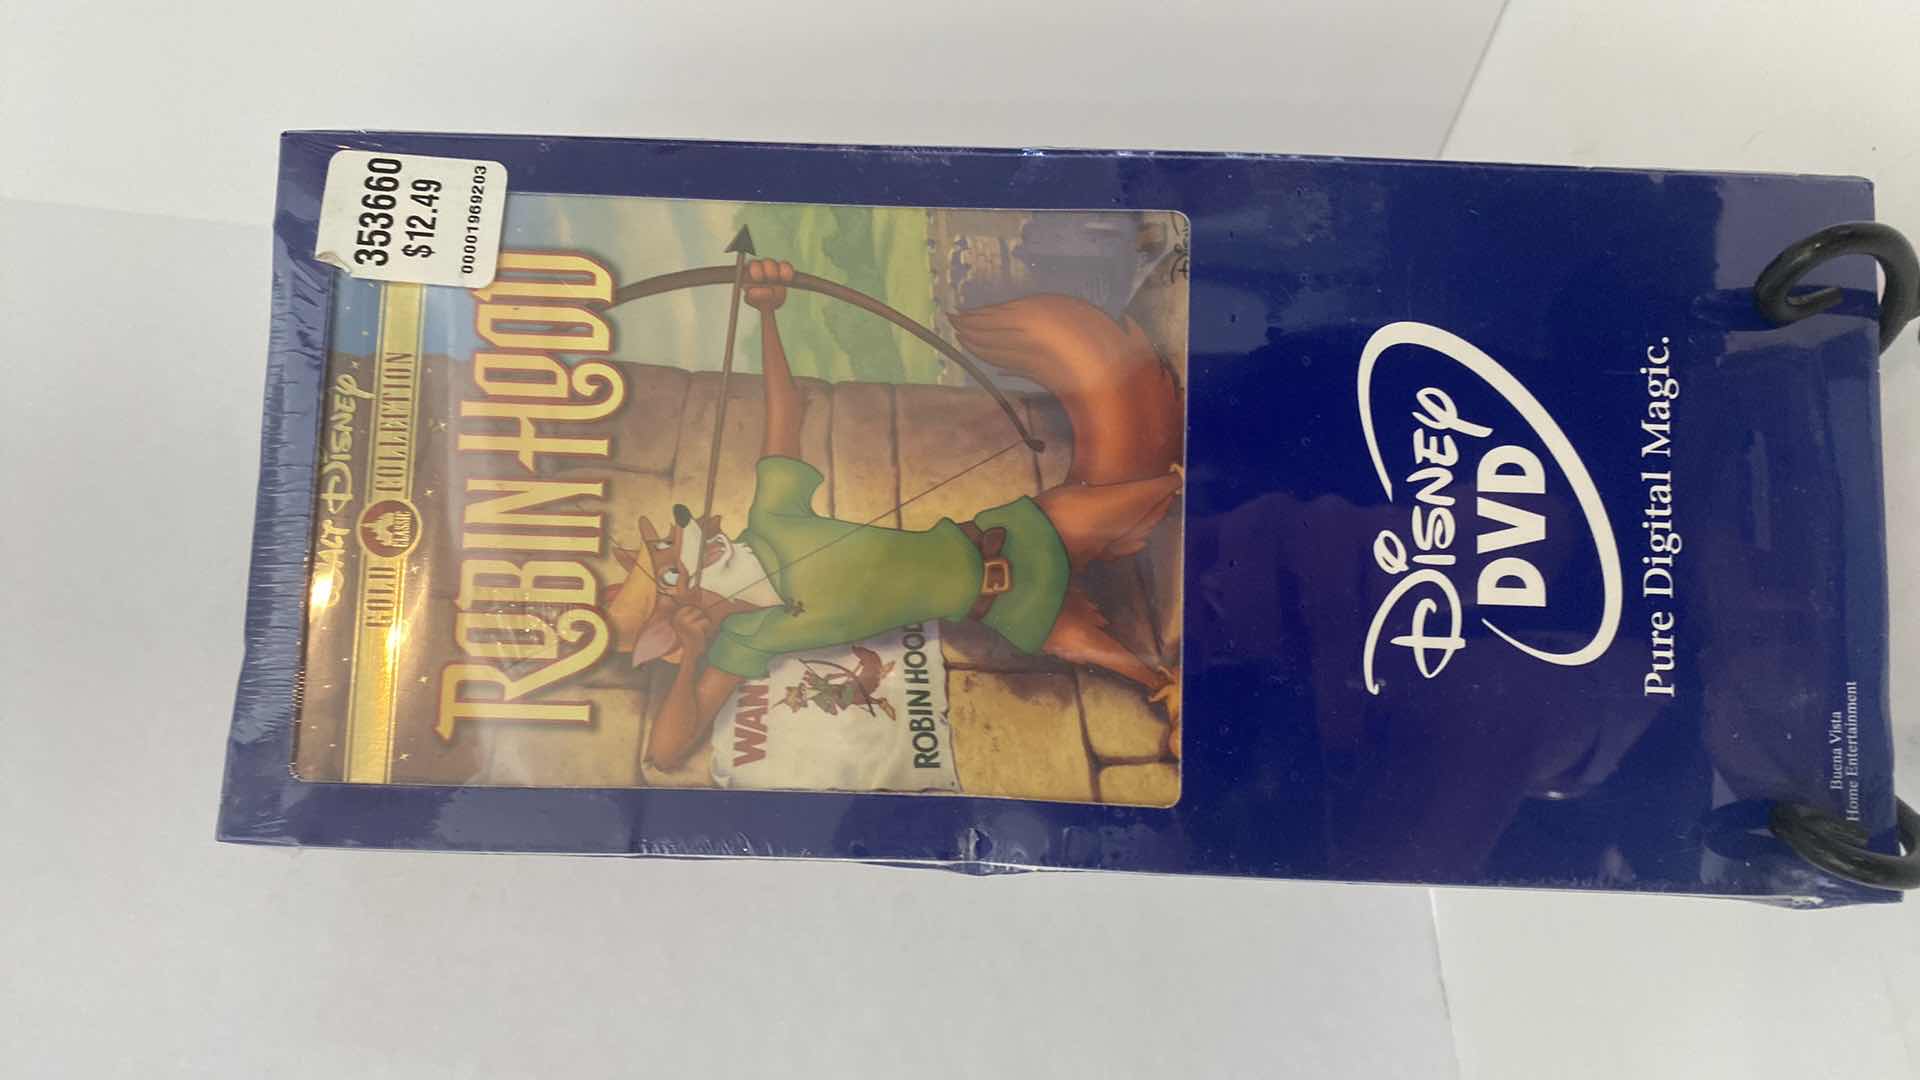 353660
$12.49
00001969203
WALT DISNEY
GOLD CLASSIC COLLECTION
ROBIN HOOD
WAN
ROBIN HOOD
DISNEY
DISNEY
DVD
Pure Digital Magic.
Buena Vista
Home Entertainment